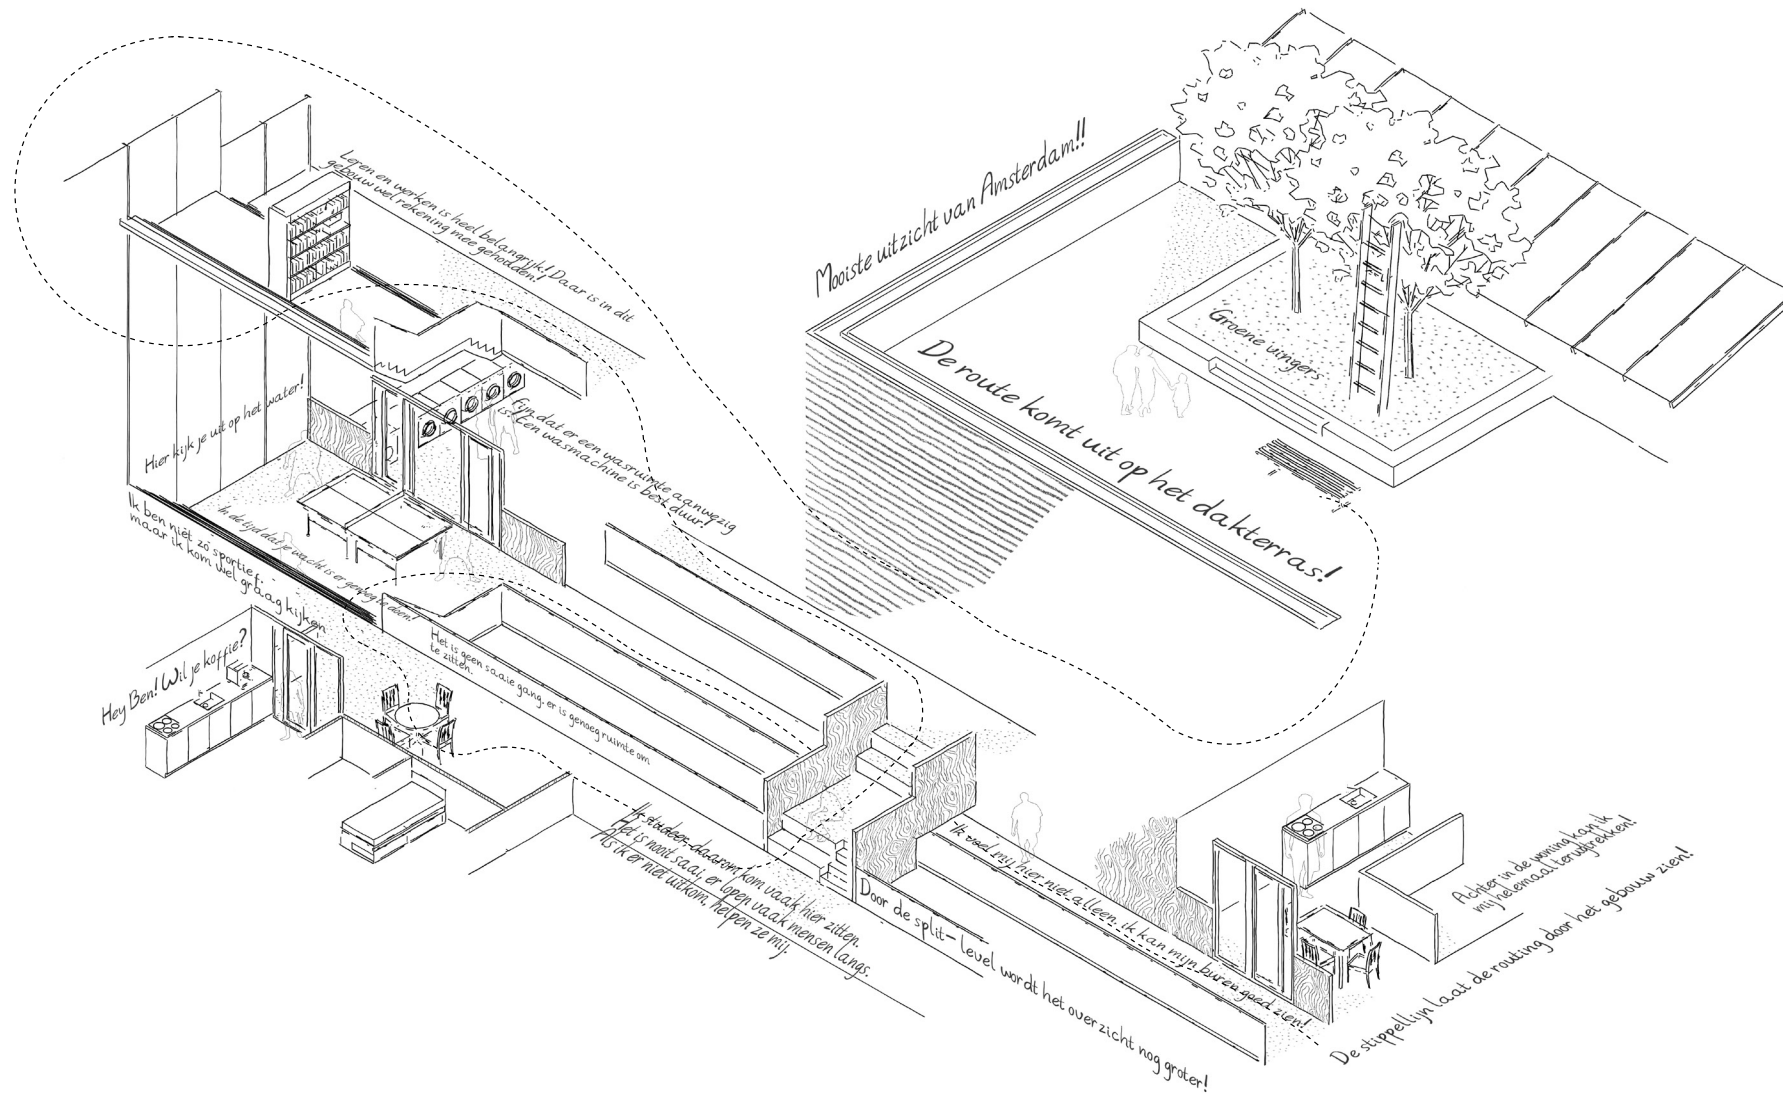 Leren en werken is heel belangrijk! Daar is in dit
gebouw wel rekening mee gehouden!
Mooiste uitzicht van Amsterdam!!
Groene vingers
De route komt uit op het dakterras!
Hier kijk je uit op het water!
Fijn dat er een wasruimte aanwezig
is! Een wasmachine is best duur!
In de tijd dat je wacht is er genoeg te doen!
Ik ben niet zo sportief..
maar ik kom wel graag kijken
Hey Ben! Wil je koffie?
Het is geen saaie gang. er is genoeg ruimte om
te zitten.
Ik studeer, daarom kom vaak hier zitten.
Het is nooit saai, er lopen vaak mensen langs.
Als ik er niet uitkom, helpen ze mij.
Door de split-level wordt het overzicht nog groter!
Ik voel mij hier niet alleen. ik kan mijn buren goed zien!
Achter in de woning kan ik
mij helemaal terugtrekken!
De stippellijn laat de routing door het gebouw zien!